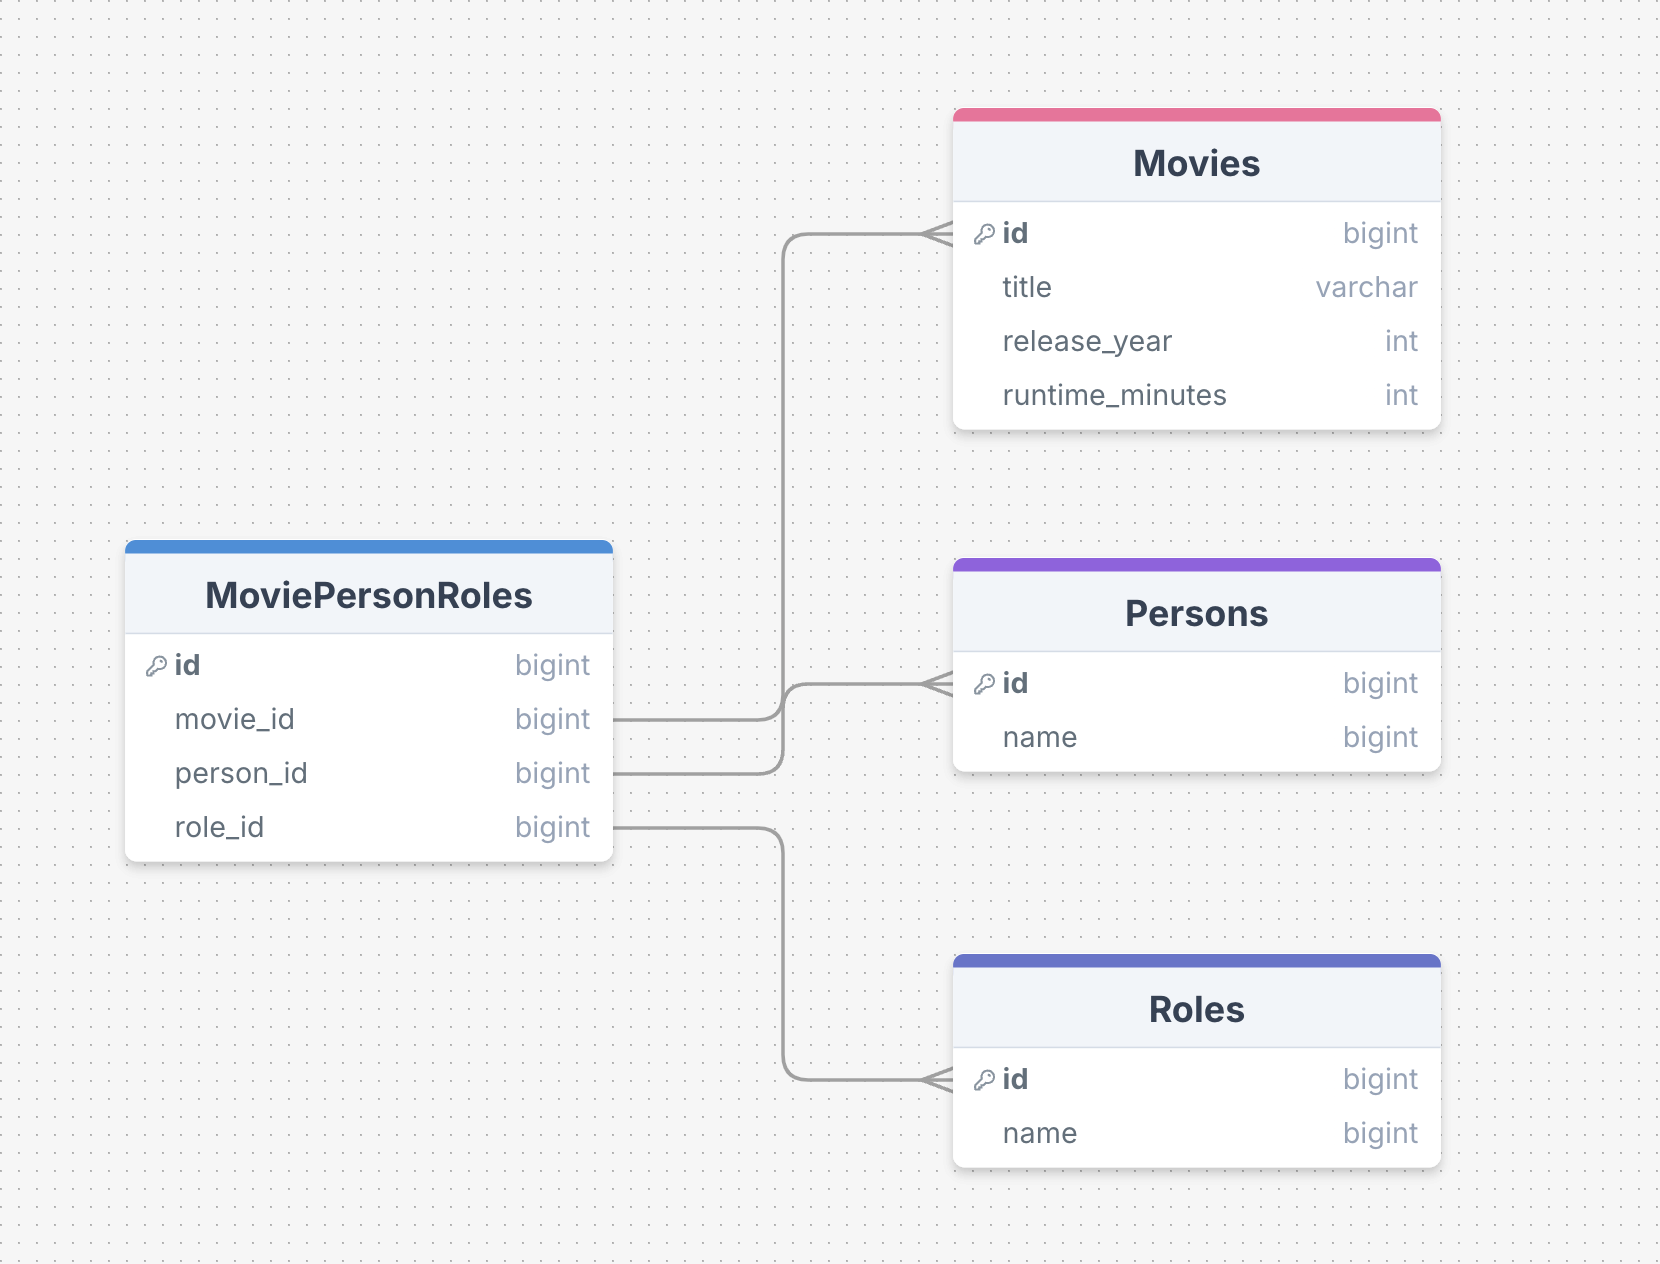 Movies
id bigint
title varchar
release_year int
runtime_minutes int
MoviePersonRoles
id bigint
movie_id bigint
person_id bigint
role_id bigint
Persons
id bigint
name bigint
Roles
id bigint
name bigint